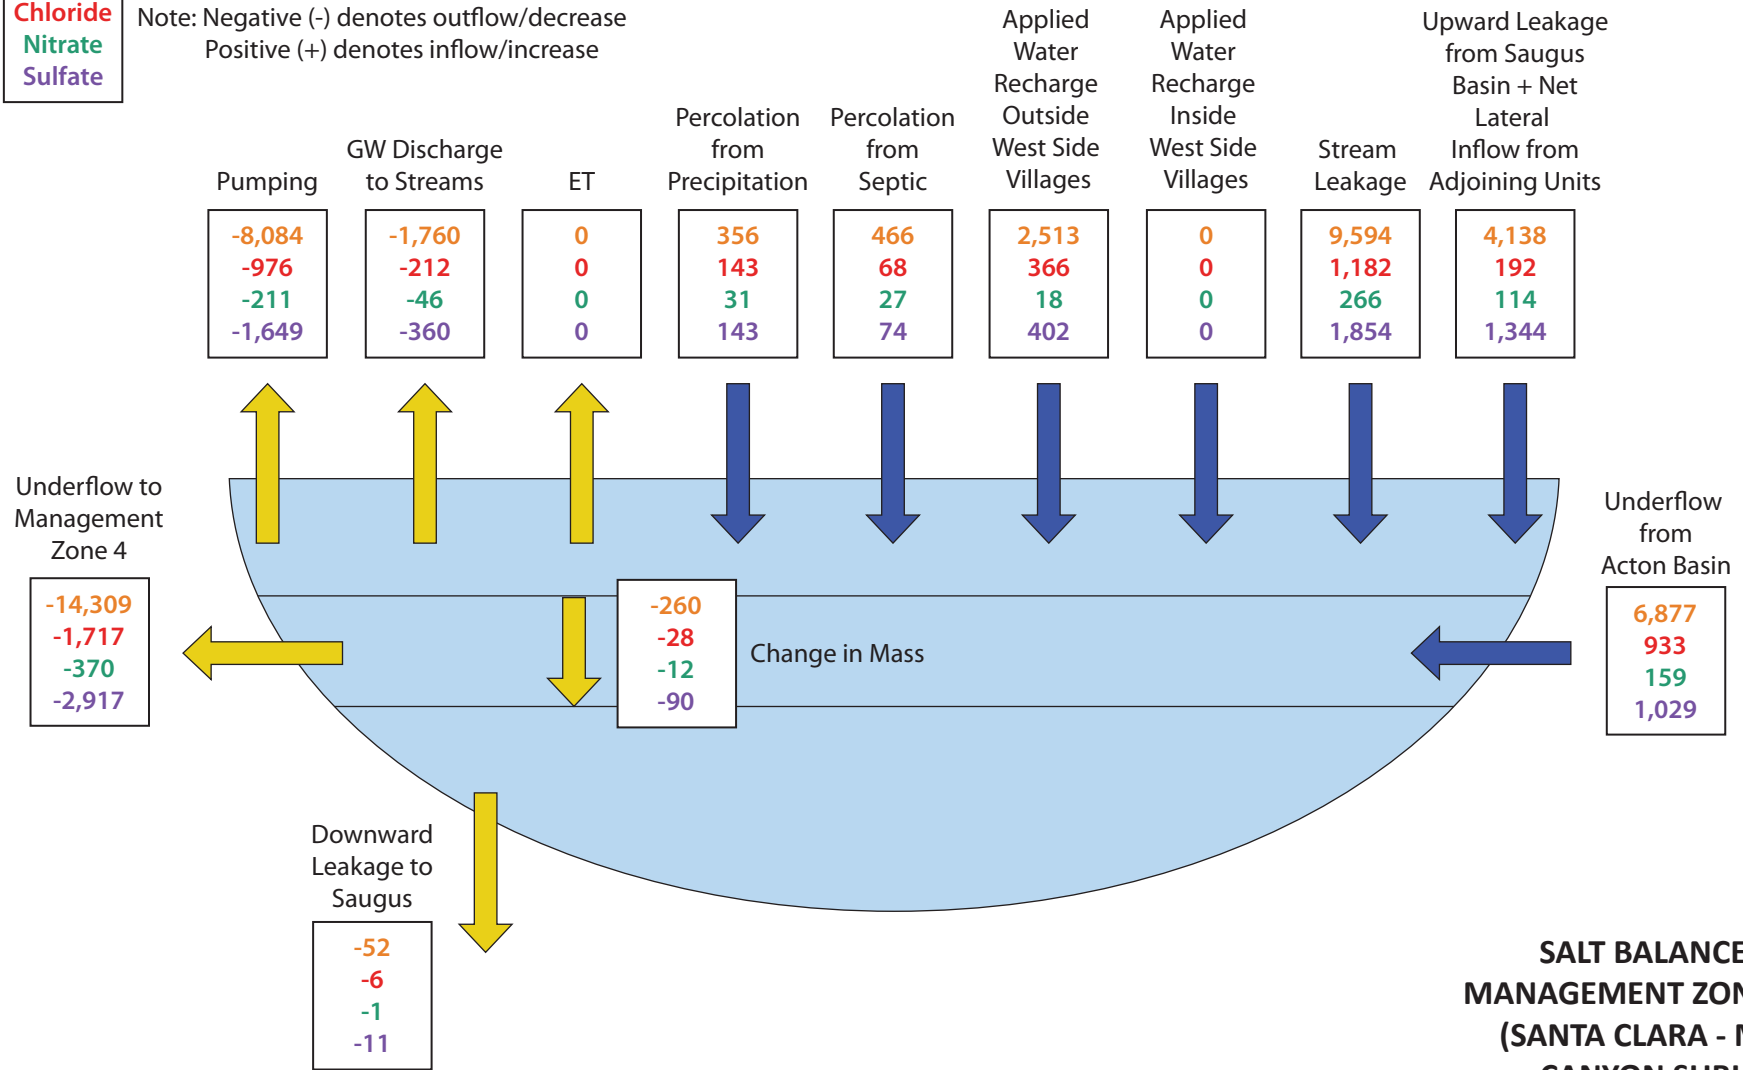 Chloride
Nitrate
Sulfate
Note: Negative (-) denotes outflow/decrease
Positive (+) denotes inflow/increase
Pumping
-8,084
-976
-211
-1,649
GW Discharge
to Streams
-1,760
-212
-46
-360
ET
0
0
0
0
Percolation
from
Precipitation
356
143
31
143
Percolation
from
Septic
466
68
27
74
Applied
Water
Recharge
Outside
West Side
Villages
2,513
366
18
402
Applied
Water
Recharge
Inside
West Side
Villages
0
0
0
0
Stream
Leakage
9,594
1,182
266
1,854
Upward Leakage
from Saugus
Basin + Net
Lateral
Inflow from
Adjoining Units
4,138
192
114
1,344
Underflow to
Management
Zone 4
-14,309
-1,717
-370
-2,917
-260
-28
-12
-90
Change in Mass
Underflow
from
Acton Basin
6,877
933
159
1,029
Downward
Leakage to
Saugus
-52
-6
-1
-11
SALT BALANCE
MANAGEMENT ZON
(SANTA CLARA - M
CANYON SUB